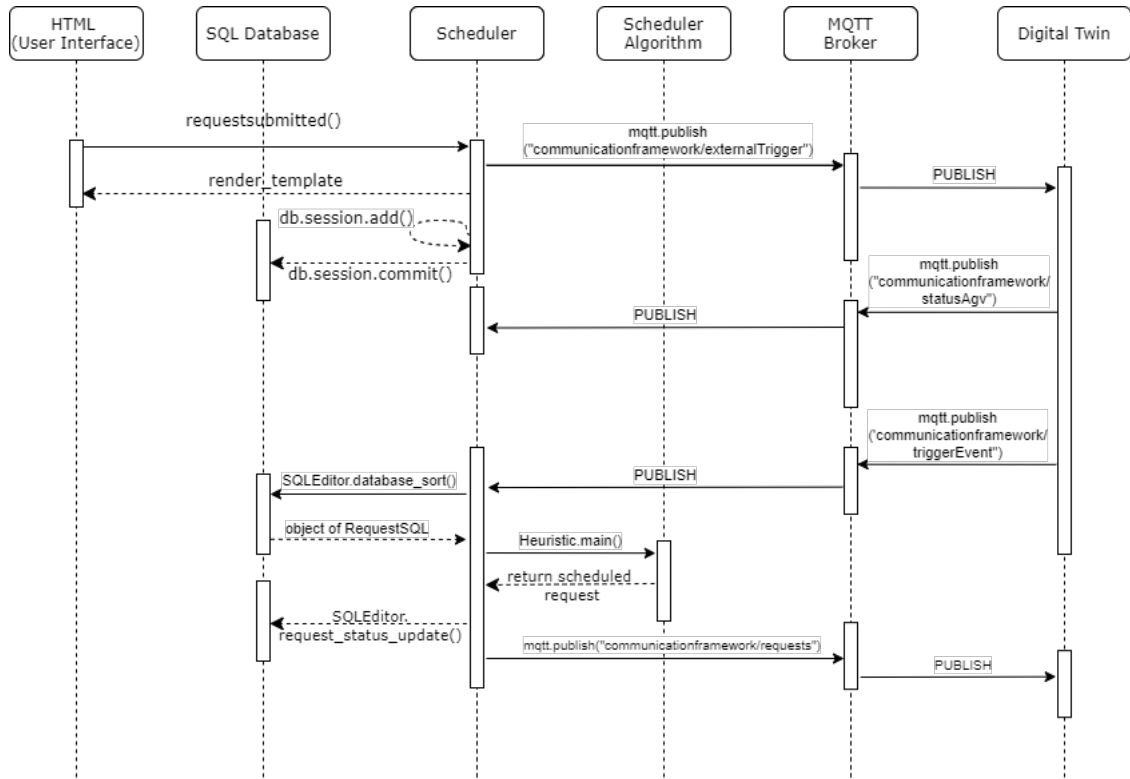 HTML
(User Interface)
SQL Database
Scheduler
Scheduler
Algorithm
MQTT
Broker
Digital Twin
requestsubmitted()
mqtt.publish
("communicationframework/externalTrigger")
PUBLISH
render_template
db.session.add()
db.session.commit()
mqtt.publish
("communicationframework/
statusAgv")
PUBLISH
mqtt.publish
("communicationframework/
triggerEvent")
SQLEditor.database_sort()
PUBLISH
object of RequestSQL
Heuristic.main()
return scheduled
request
SQLEditor.
request_status_update()
mqtt.publish("communicationframework/requests")
PUBLISH